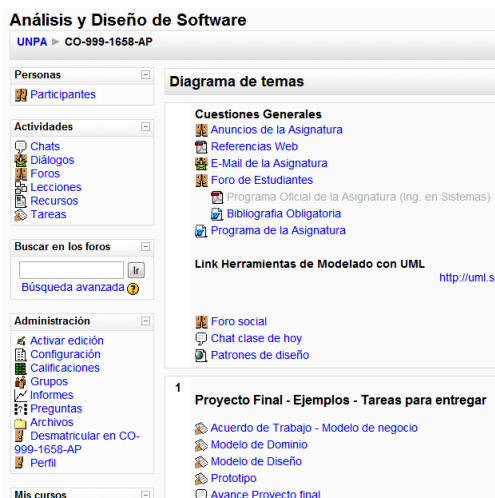 Análisis y Diseño de Software
UNPA ► CO-999-1658-AP
Personas
Participantes
Actividades
Chats
Diálogos
Foros
Lecciones
Recursos
Tareas
Buscar en los foros
Ir
Búsqueda avanzada ?
Administración
Activar edición
Configuración
Calificaciones
Grupos
Informes
Preguntas
Archivos
Desmatricular en CO-
999-1658-AP
Perfil
Mis cursos
Diagrama de temas
Cuestiones Generales
Anuncios de la Asignatura
Referencias Web
E-Mail de la Asignatura
Foro de Estudiantes
Programa Oficial de la Asignatura (Ing. en Sistemas)
Bibliografia Obligatoria
Programa de la Asignatura
Link Herramientas de Modelado con UML
http://uml.s
Foro social
Chat clase de hoy
Patrones de diseño
1
Proyecto Final - Ejemplos - Tareas para entregar
Acuerdo de Trabajo - Modelo de negocio
Modelo de Dominio
Modelo de Diseño
Prototipo
Avance Proyecto final